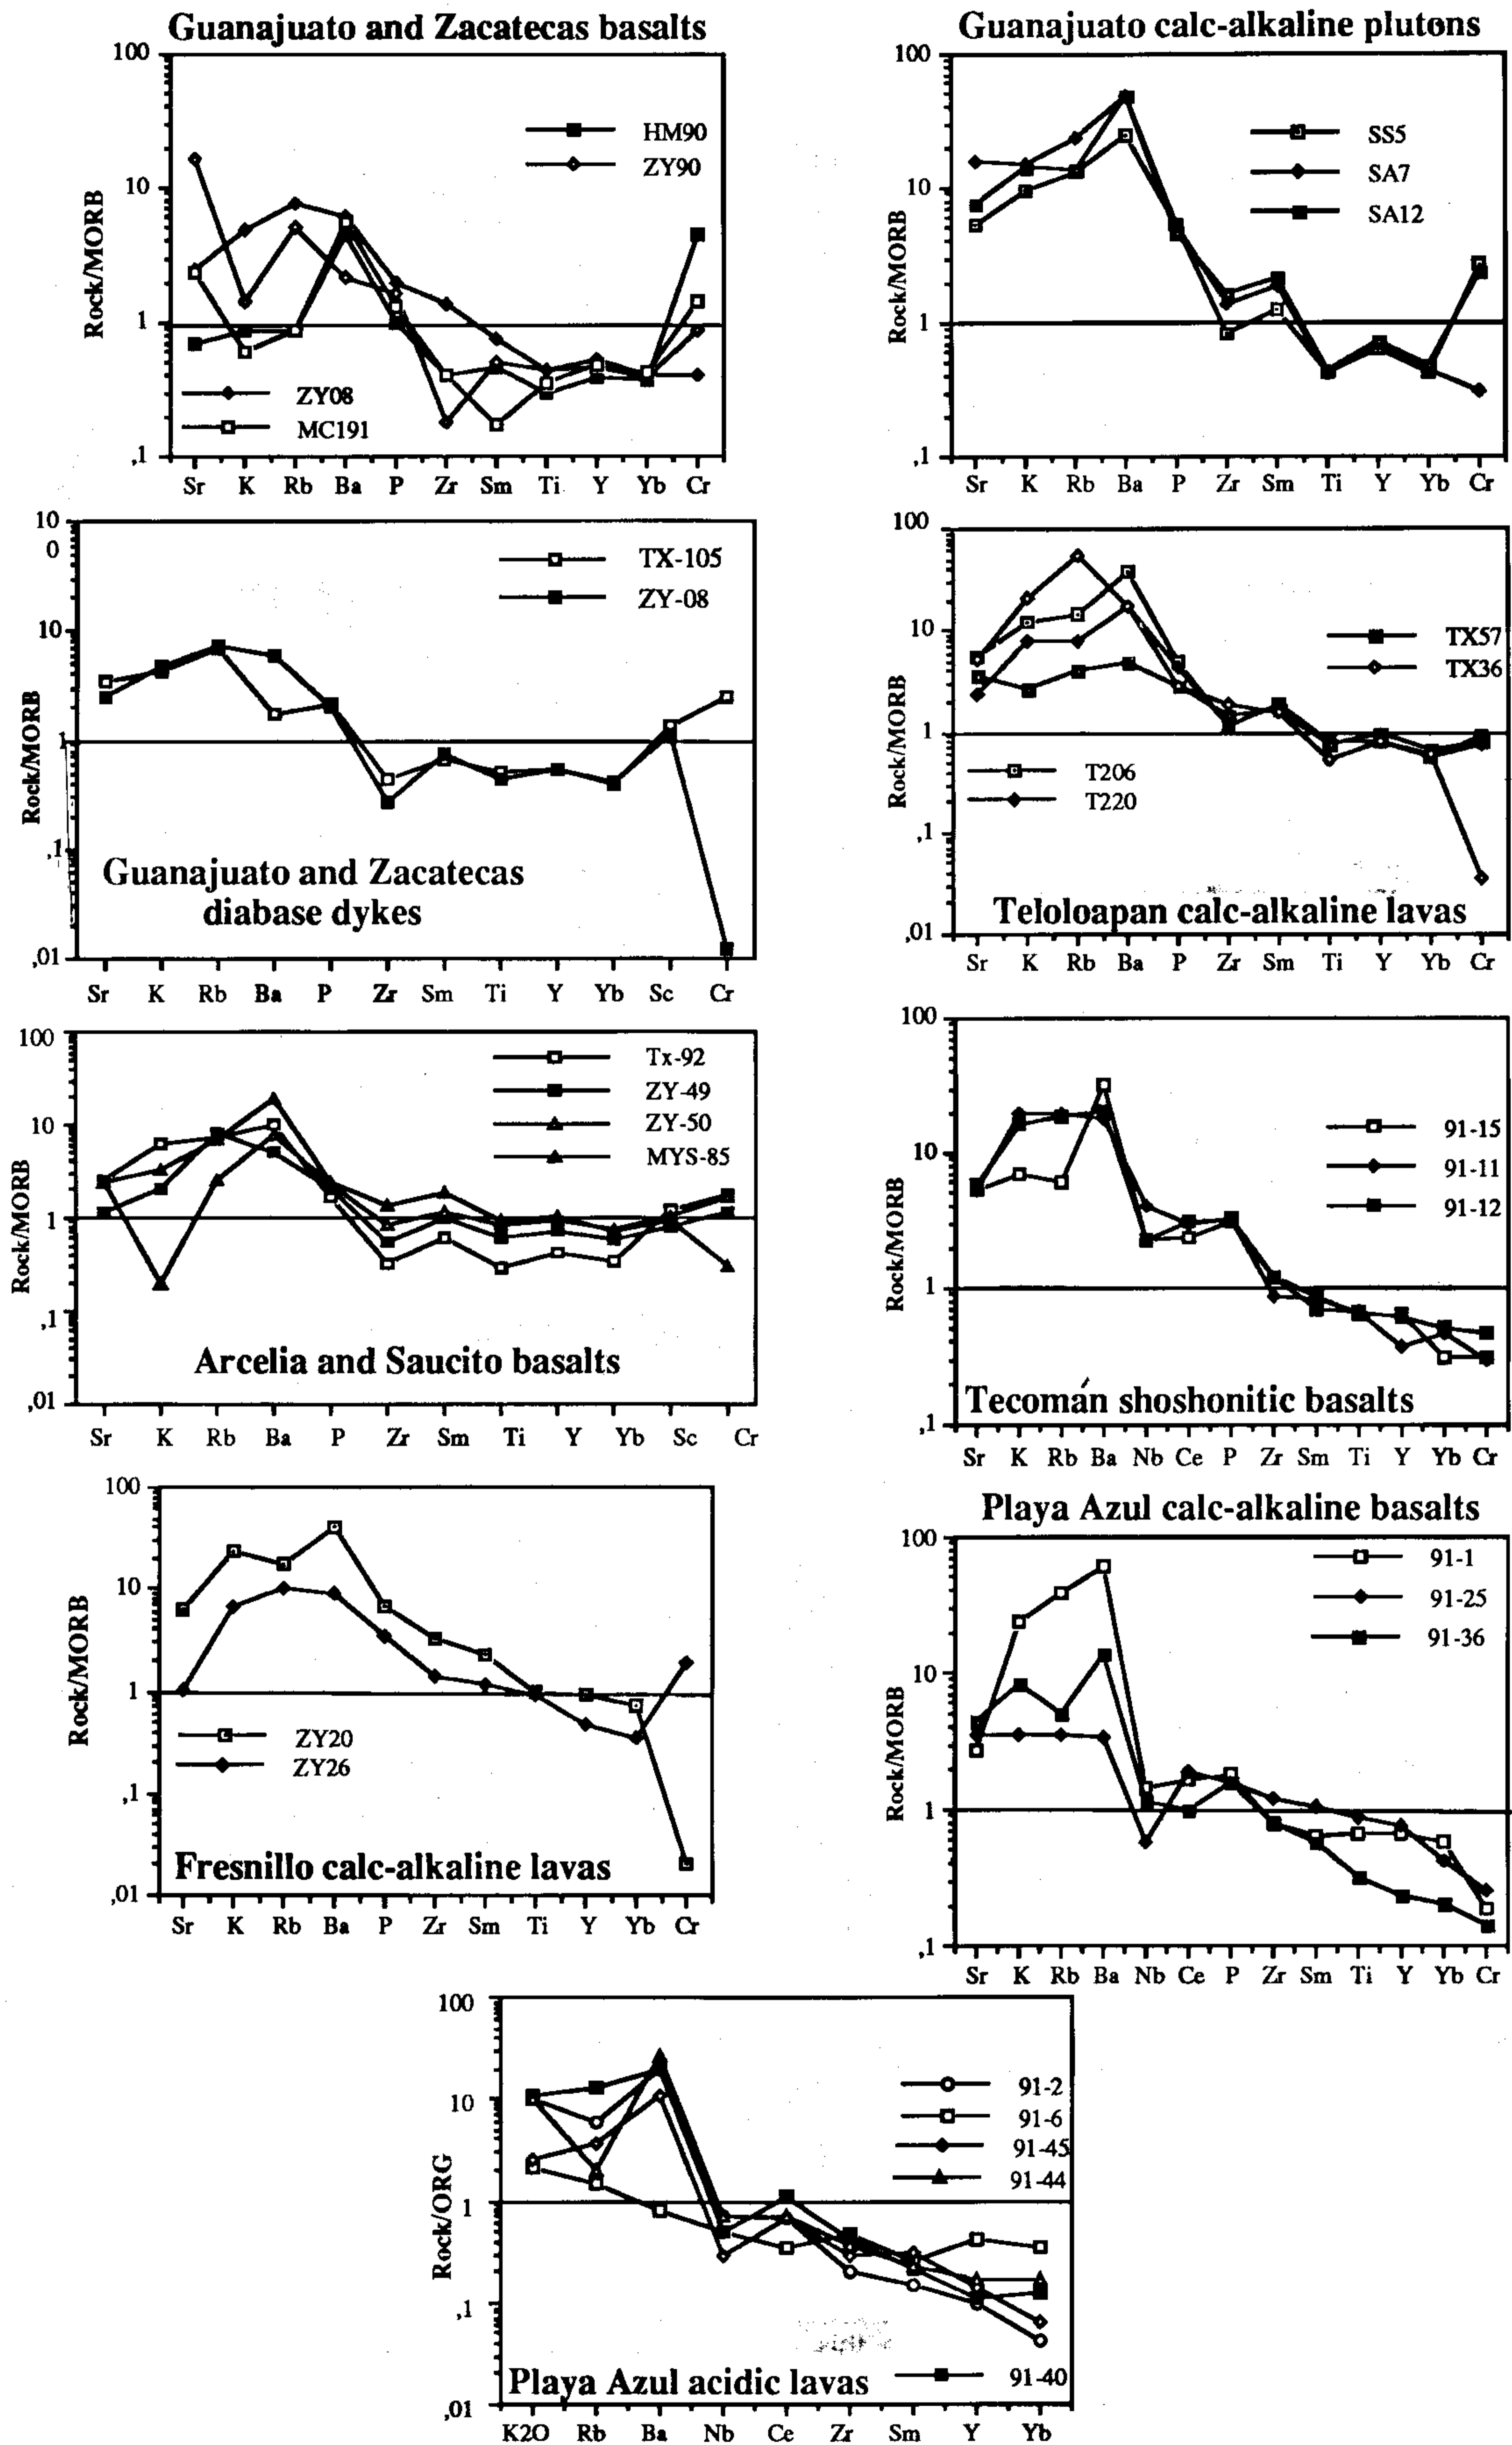 Guanajuato and Zacatecas basalts
100
10
1
,1
Rock/MORB
HM90
ZY90
ZY08
MC191
Sr K Rb Ba P Zr Sm Ti Y Yb Cr
Guanajuato calc-alkaline plutons
100
10
1
,1
Rock/MORB
SS5
SA7
SA12
Sr K Rb Ba P Zr Sm Ti Y Yb Cr
10
0
10
1
,1
,01
Rock/MORB
TX-105
ZY-08
Guanajuato and Zacatecas
diabase dykes
Sr K Rb Ba P Zr Sm Ti Y Yb Sc Cr
100
10
1
,1
,01
Rock/MORB
TX57
TX36
T206
T220
Teloloapan calc-alkaline lavas
Sr K Rb Ba P Zr Sm Ti Y Yb Cr
100
10
1
,1
,01
Rock/MORB
Tx-92
ZY-49
ZY-50
MYS-85
Arcelia and Saucito basalts
Sr K Rb Ba P Zr Sm Ti Y Yb Sc Cr
100
10
1
,1
Rock/MORB
91-15
91-11
91-12
Tecomán shoshonitic basalts
Sr K Rb Ba Nb Ce P Zr Sm Ti Y Yb Cr
100
10
1
,1
,01
Rock/MORB
ZY20
ZY26
Fresnillo calc-alkaline lavas
Sr K Rb Ba P Zr Sm Ti Y Yb Cr
Playa Azul calc-alkaline basalts
100
10
1
,1
Rock/MORB
91-1
91-25
91-36
Sr K Rb Ba Nb Ce P Zr Sm Ti Y Yb Cr
100
10
1
,1
,01
Rock/ORG
91-2
91-6
91-45
91-44
91-40
Playa Azul acidic lavas
K2O Rb Ba Nb Ce Zr Sm Y Yb